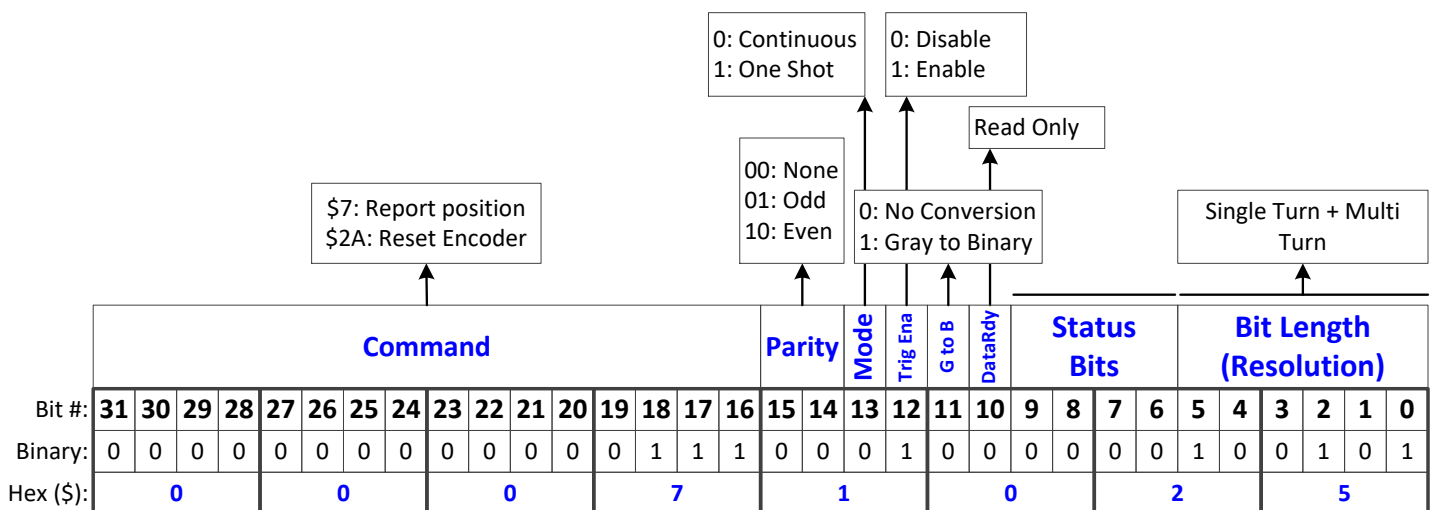 0: Continuous
1: One Shot
0: Disable
1: Enable
Read Only
00: None
01: Odd
10: Even
$7: Report position
$2A: Reset Encoder
0: No Conversion
1: Gray to Binary
Single Turn + Multi
Turn
Command
Parity
Mode
Trig Ena
G to B
DataRdy
Status
Bits
Bit Length
(Resolution)
Bit #: 31 30 29 28 27 26 25 24 23 22 21 20 19 18 17 16 15 14 13 12 11 10 9 8 7 6 5 4 3 2 1 0
Binary: 0 0 0 0 0 0 0 0 0 0 0 0 0 1 1 1 0 0 0 1 0 0 0 0 0 0 1 0 0 1 0 1
Hex ($): 0 0 0 7 1 0 2 5